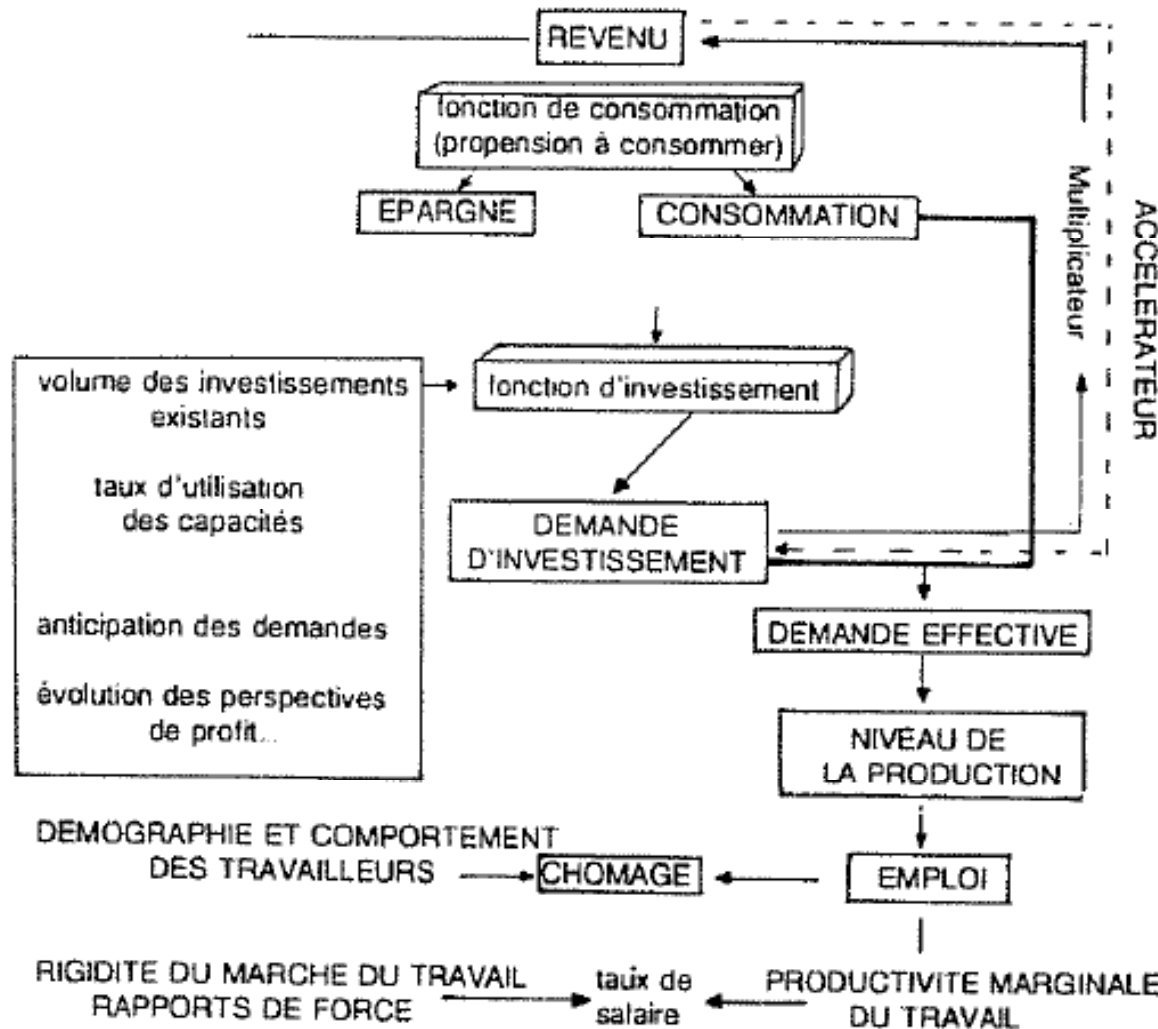 REVENU
fonction de consommation
(propension à consommer)
EPARGNE
CONSOMMATION
Multiplicateur
ACCELERATEUR
volume des investissements
existants
fonction d'investissement
taux d'utilisation
des capacités
DEMANDE
D'INVESTISSEMENT
anticipation des demandes
DEMANDE EFFECTIVE
évolution des perspectives
de profit...
NIVEAU DE
LA PRODUCTION
DEMOGRAPHIE ET COMPORTEMENT
DES TRAVAILLEURS
CHOMAGE
EMPLOI
RIGIDITE DU MARCHE DU TRAVAIL
RAPPORTS DE FORCE
taux de
salaire
PRODUCTIVITE MARGINALE
DU TRAVAIL